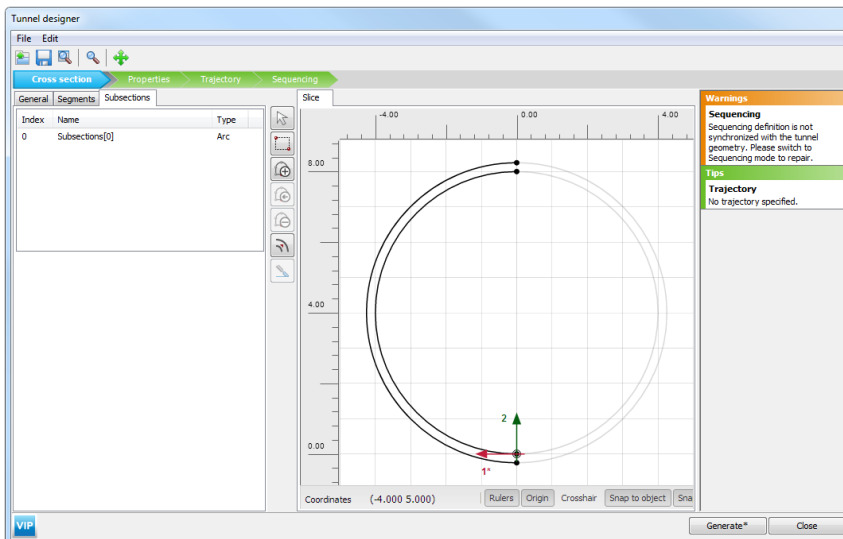 Tunnel designer
File Edit
Cross section Properties Trajectory Sequencing
General Segments Subsections
Index Name Type
0 Subsections[0] Arc
Slice
-4.00 0.00 4.00
8.00
4.00
0.00
2
1*
Coordinates (-4.000 5.000) Rulers Origin Crosshair Snap to object Sna
Warnings
Sequencing
Sequencing definition is not
synchronized with the tunnel
geometry. Please switch to
Sequencing mode to repair.
Tips
Trajectory
No trajectory specified.
VIP
Generate* Close